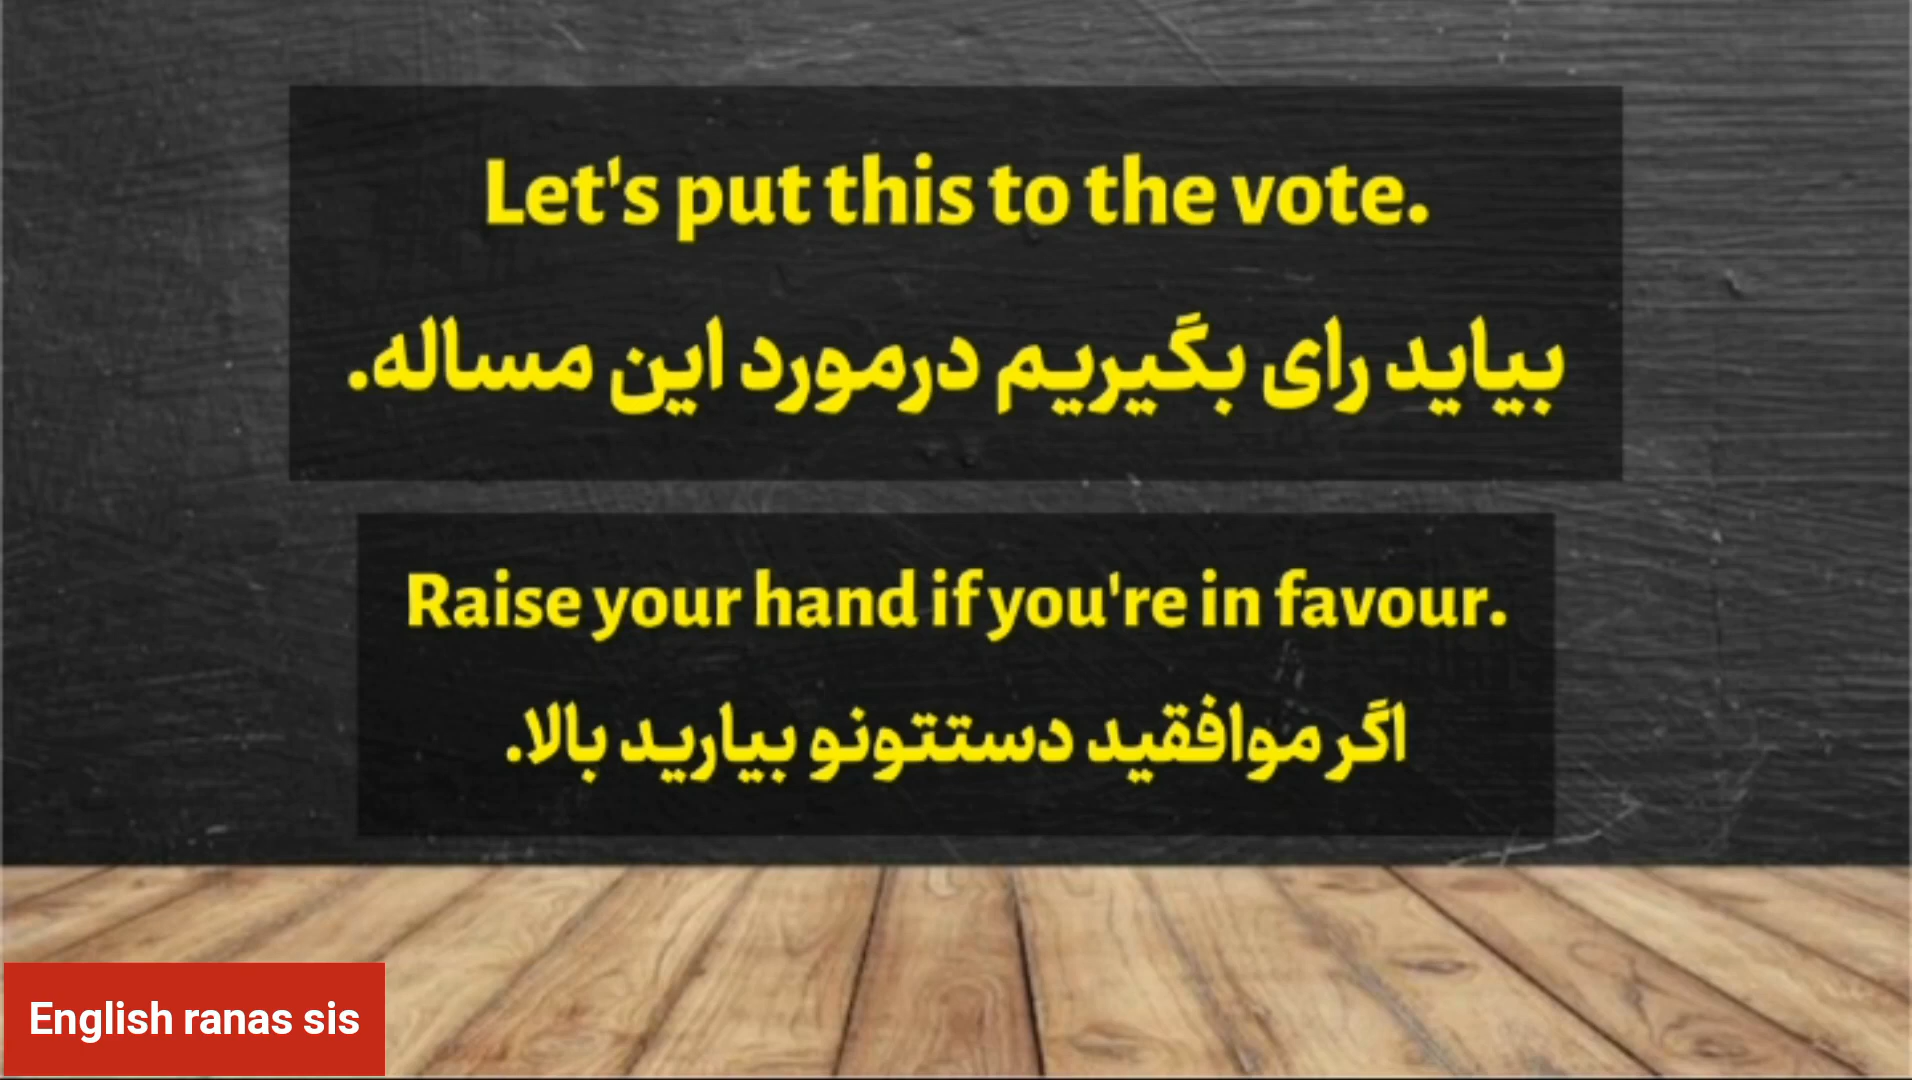 Let's put this to the vote.
بیاید رای بگیریم درمورد این مساله.
Raise your hand if you're in favour.
اگر موافقید دستتونو بیارید بالا.
English ranas sis